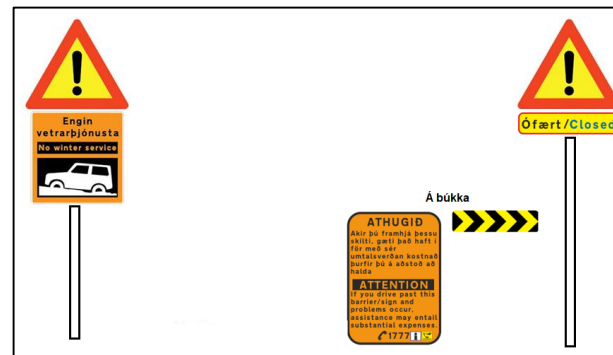 Engin
vetrarþjónusta
No winter service
Ófært/Closed
Á búkka
ATHUGIÐ
Akir þú framhjá þessu
skilti, gæti það haft í
för með sér
umtalsverðan kostnað
þurfir þú á aðstoð að
halda
ATTENTION
If you drive past this
barrier/sign and
problems occur,
assistance may entail
substantial expenses.
1777